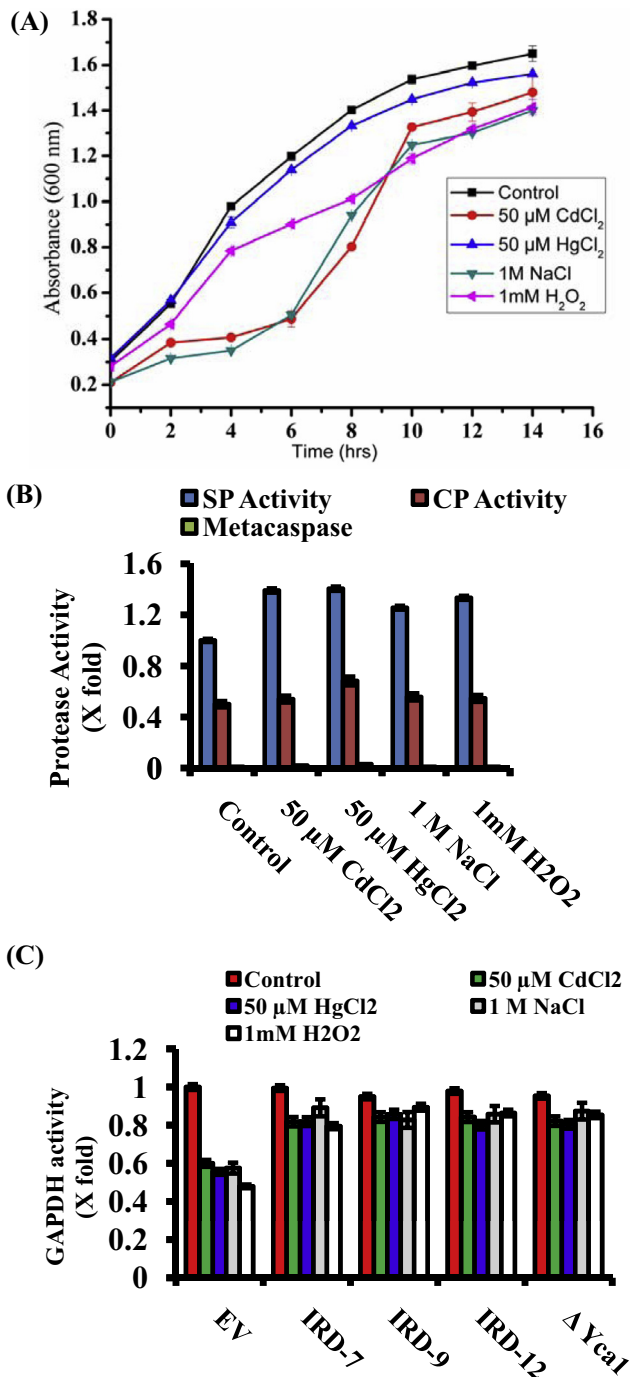 (A)
1.8
1.6
1.4
1.2
1.0
0.8
0.6
0.4
0.2
Absorbance (600 nm)
Control
50 µM CdCl₂
50 µM HgCl₂
1M NaCl
1mM H₂O₂
0 2 4 6 8 10 12 14 16
Time (hrs)
(B)
SP Activity CP Activity
Metacaspase
1.6
1.2
0.8
0.4
0
Protease Activity
(X fold)
Control
50 µM CdCl2
50 µM HgCl2
1 M NaCl
1mM H2O2
(C)
Control 50 µM CdCl2
50 µM HgCl2 1 M NaCl
1mM H2O2
1.2
1
0.8
0.6
0.4
0.2
0
GAPDH activity
(X fold)
EV
IRD-7
IRD-9
IRD-12
Δ Yca1